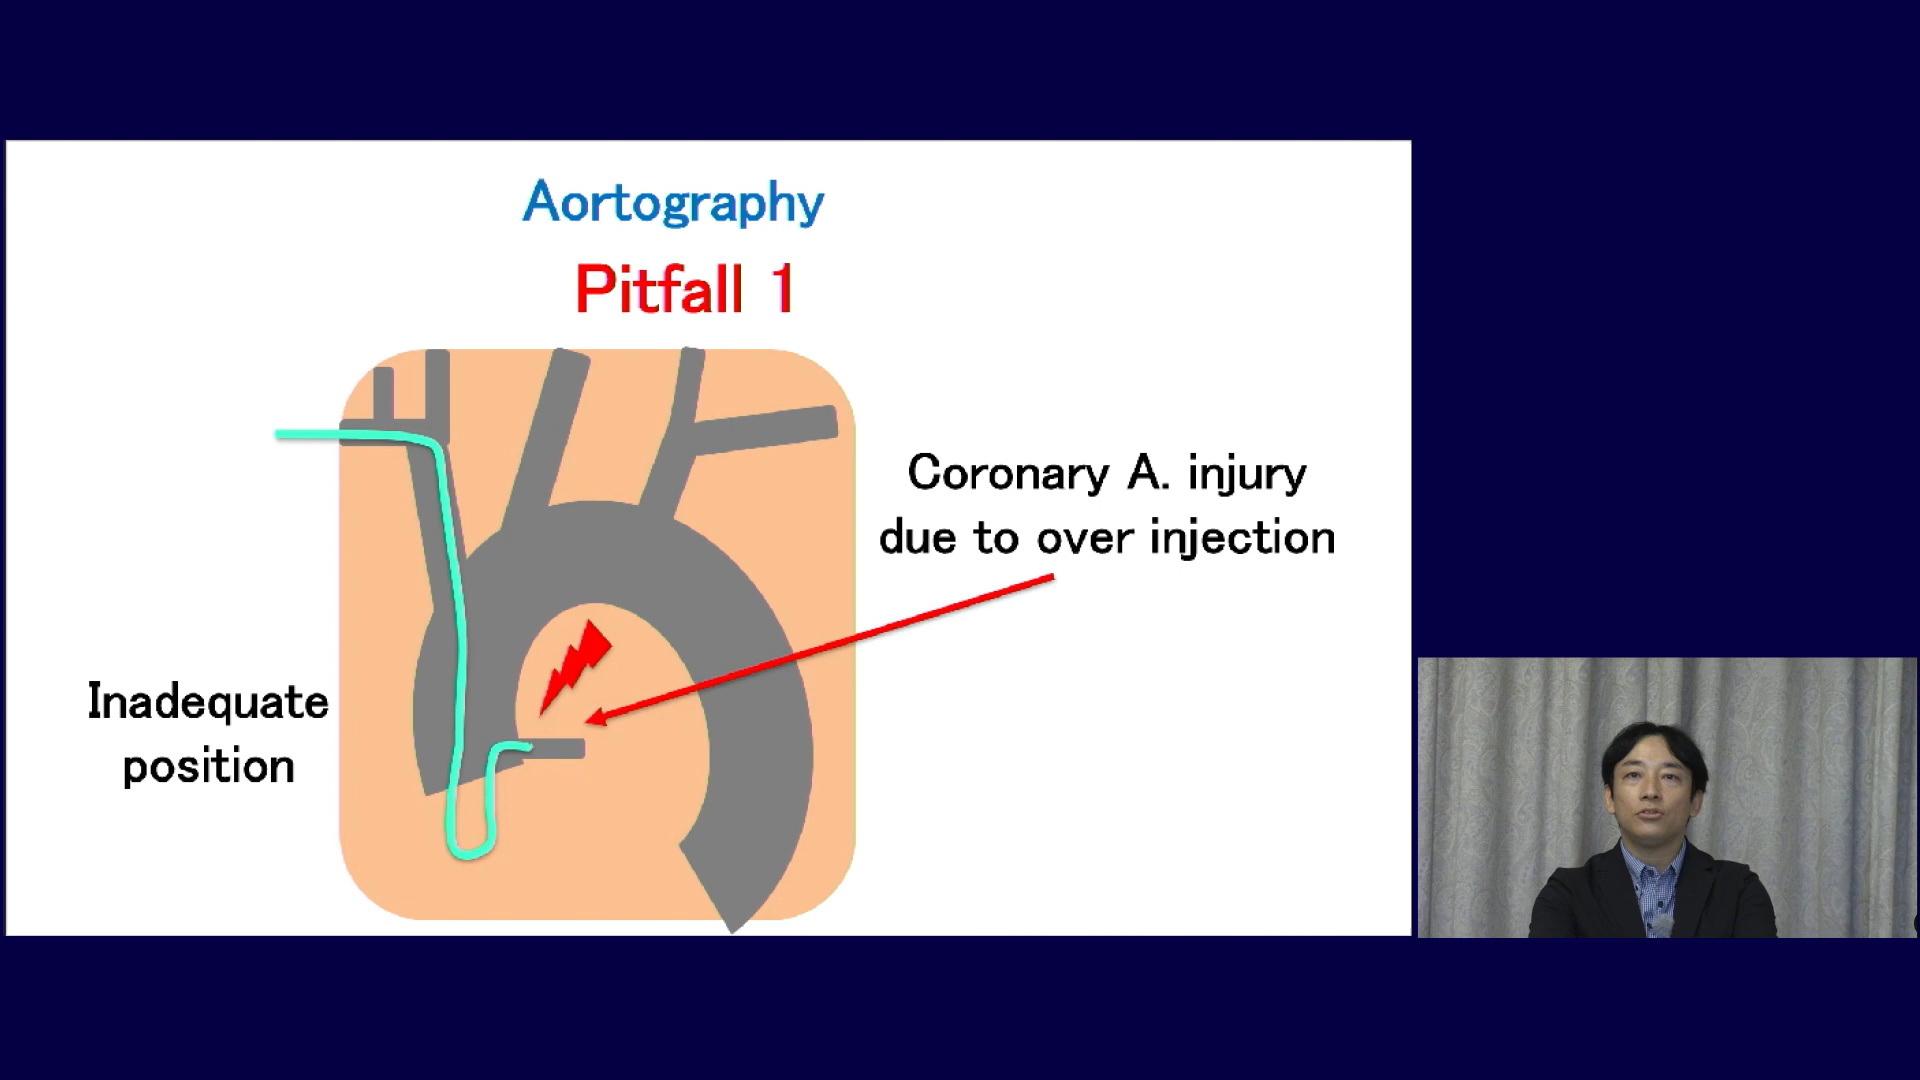 Aortography
Pitfall 1
Coronary A. injury
due to over injection
Inadequate
position